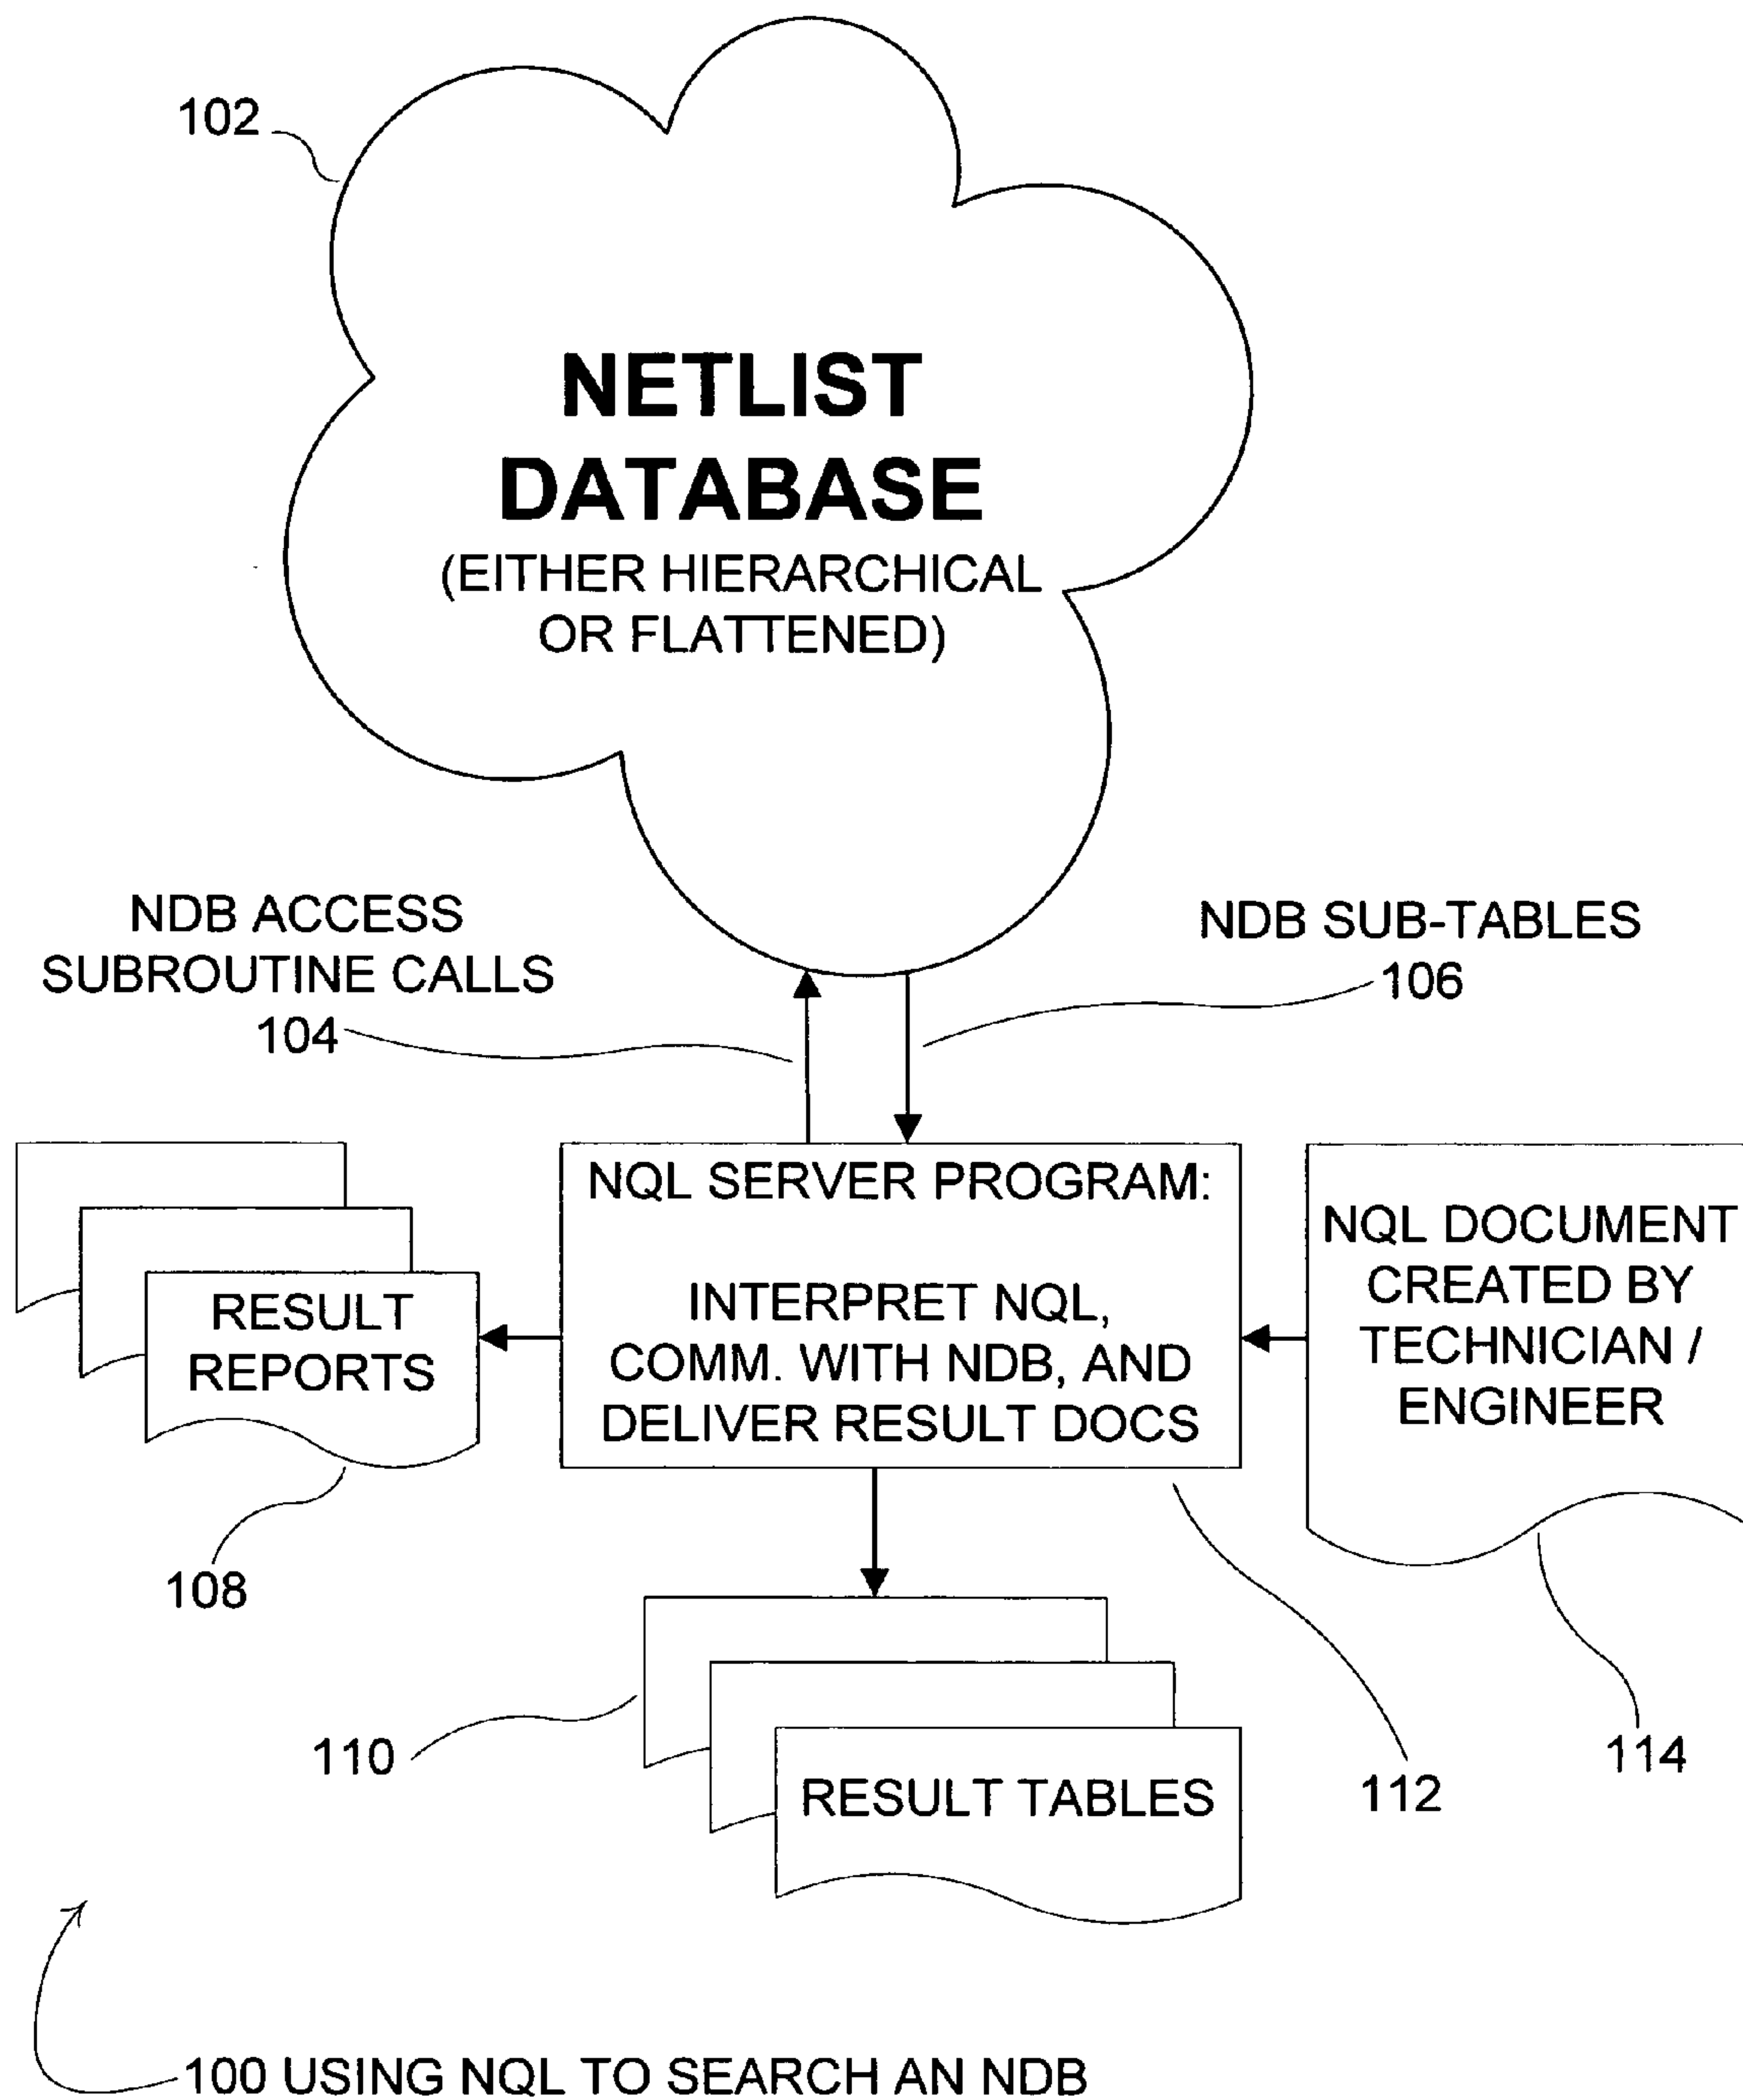 102
NETLIST
DATABASE
(EITHER HIERARCHICAL
OR FLATTENED)
NDB ACCESS
SUBROUTINE CALLS
104
NDB SUB-TABLES
106
NQL SERVER PROGRAM:
INTERPRET NQL,
COMM. WITH NDB, AND
DELIVER RESULT DOCS
NQL DOCUMENT
CREATED BY
TECHNICIAN /
ENGINEER
RESULT
REPORTS
108
110
RESULT TABLES
112
114
100 USING NQL TO SEARCH AN NDB